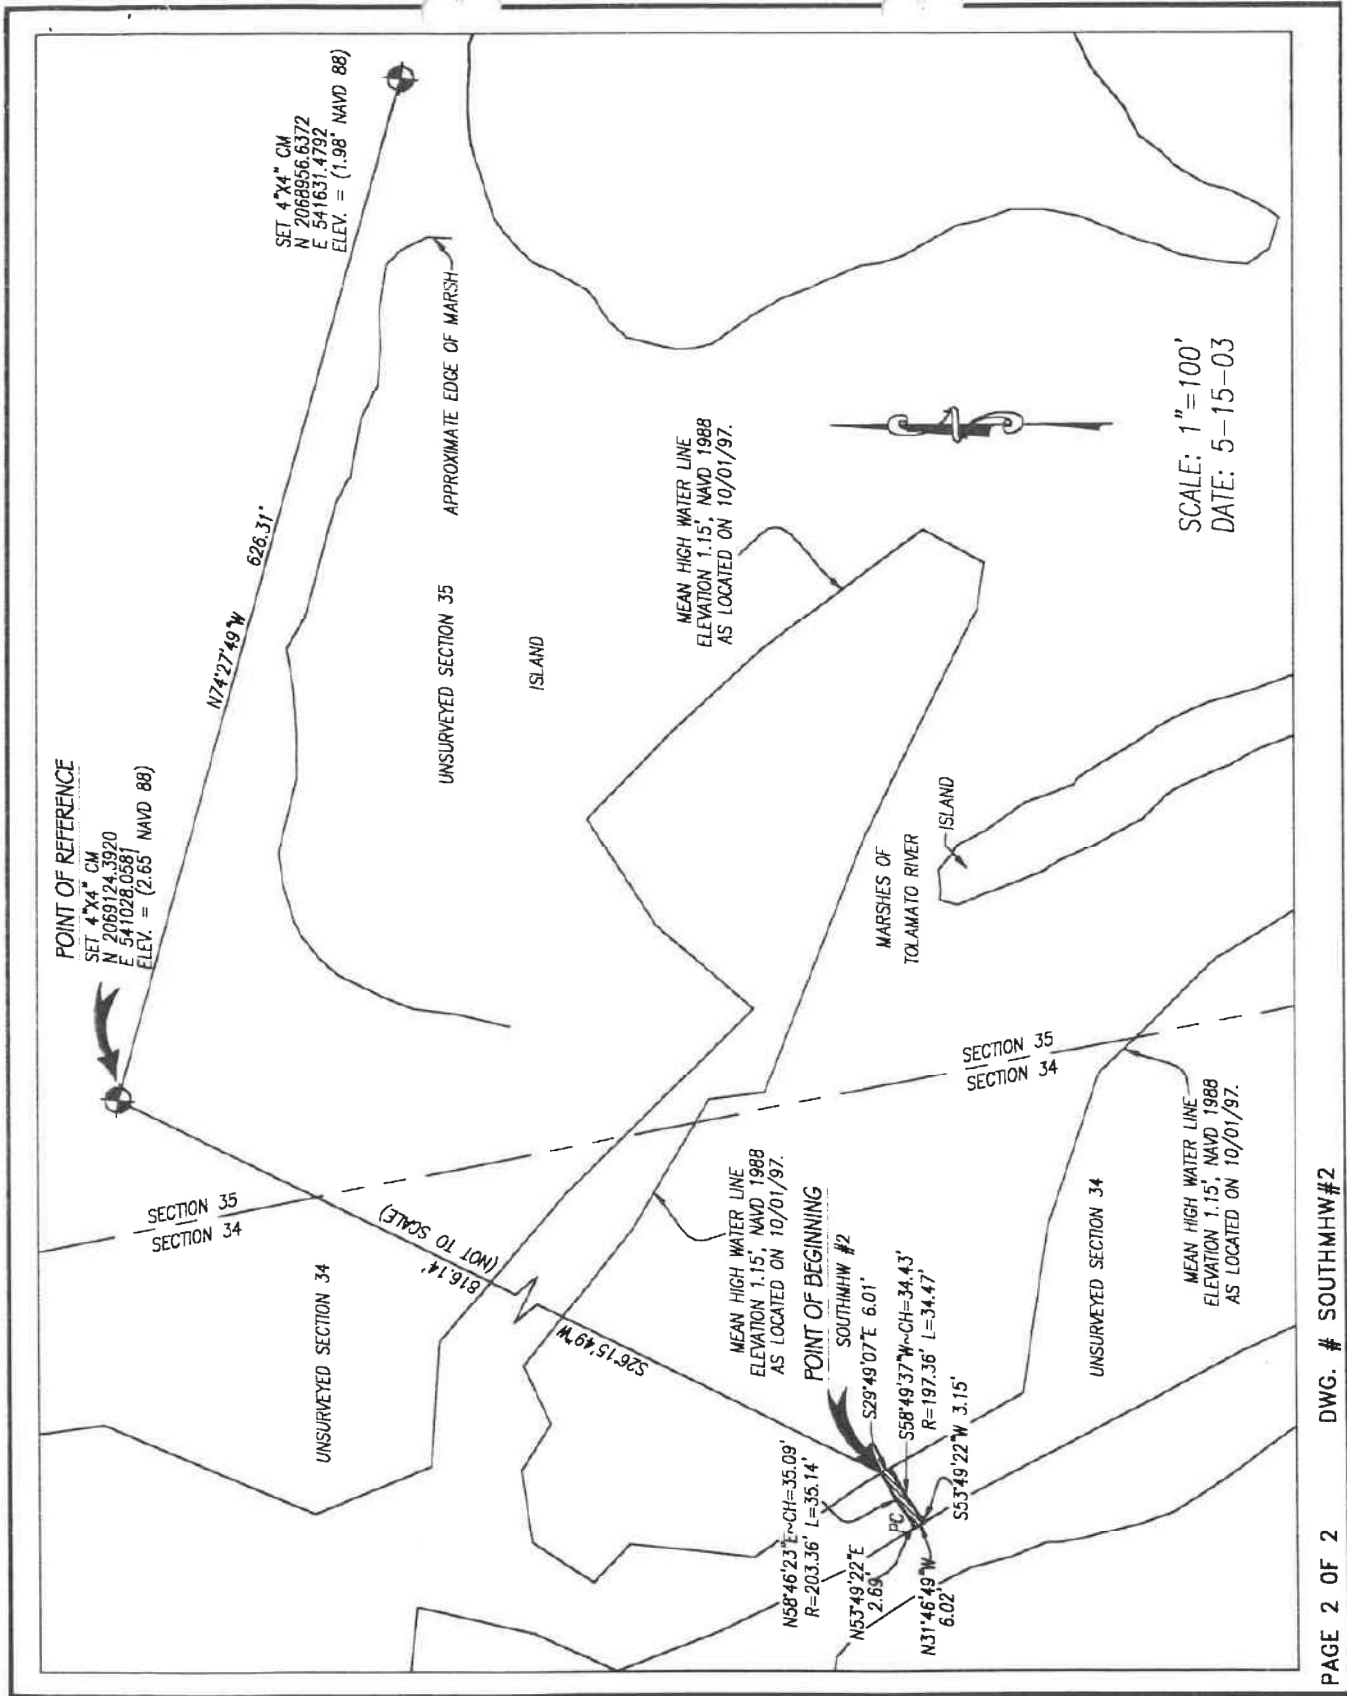 POINT OF REFERENCE
SET 4"X4" CM
N 2069124.3920
E 541028.0581
ELEV. = (2.65' NAVD 88)
SET 4"X4" CM
N 2068956.6372
E 541631.4792
ELEV. = (1.98' NAVD 88)
N74°27'49"W 626.31'
SECTION 35
SECTION 34
UNSURVEYED SECTION 34
816.14'
(NOT TO SCALE)
S26°15'49"W
UNSURVEYED SECTION 35
APPROXIMATE EDGE OF MARSH
ISLAND
MEAN HIGH WATER LINE
ELEVATION 1.15', NAVD 1988
AS LOCATED ON 10/01/97.
MEAN HIGH WATER LINE
ELEVATION 1.15', NAVD 1988
AS LOCATED ON 10/01/97.
POINT OF BEGINNING
SOUTHMHW #2
S29°49'07"E 6.01'
S58°49'37"W~CH=34.43'
R=197.36' L=34.47'
S53°49'22"W 3.15'
N58°46'23"E~CH=35.09'
R=203.36' L=35.14'
PC
N53°49'22"E
2.69'
N31°46'49"W
6.02'
MARSHES OF
TOLAMATO RIVER
ISLAND
SECTION 35
SECTION 34
UNSURVEYED SECTION 34
MEAN HIGH WATER LINE
ELEVATION 1.15', NAVD 1988
AS LOCATED ON 10/01/97.
N
SCALE: 1"=100'
DATE: 5-15-03
PAGE 2 OF 2 DWG. # SOUTHMHW#2